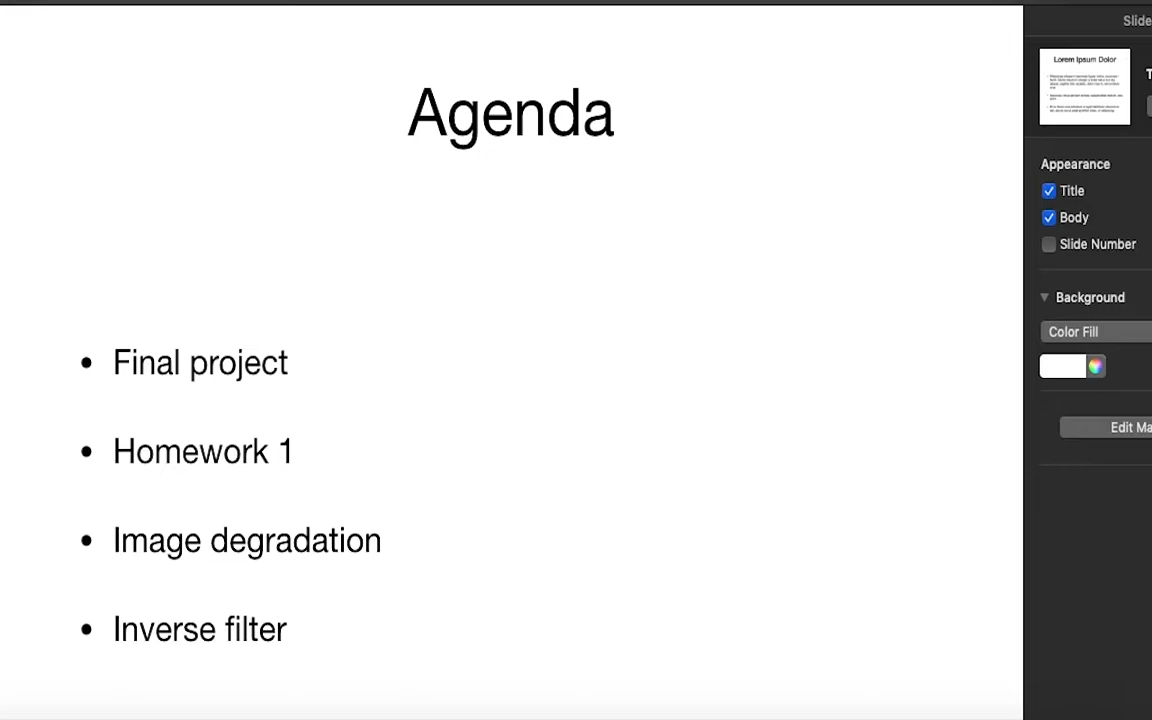 Slide
Agenda
Lorem Ipsum Dolor
Appearance
Title
Body
Slide Number
Background
Color Fill
Edit Ma
• Final project
• Homework 1
• Image degradation
• Inverse filter